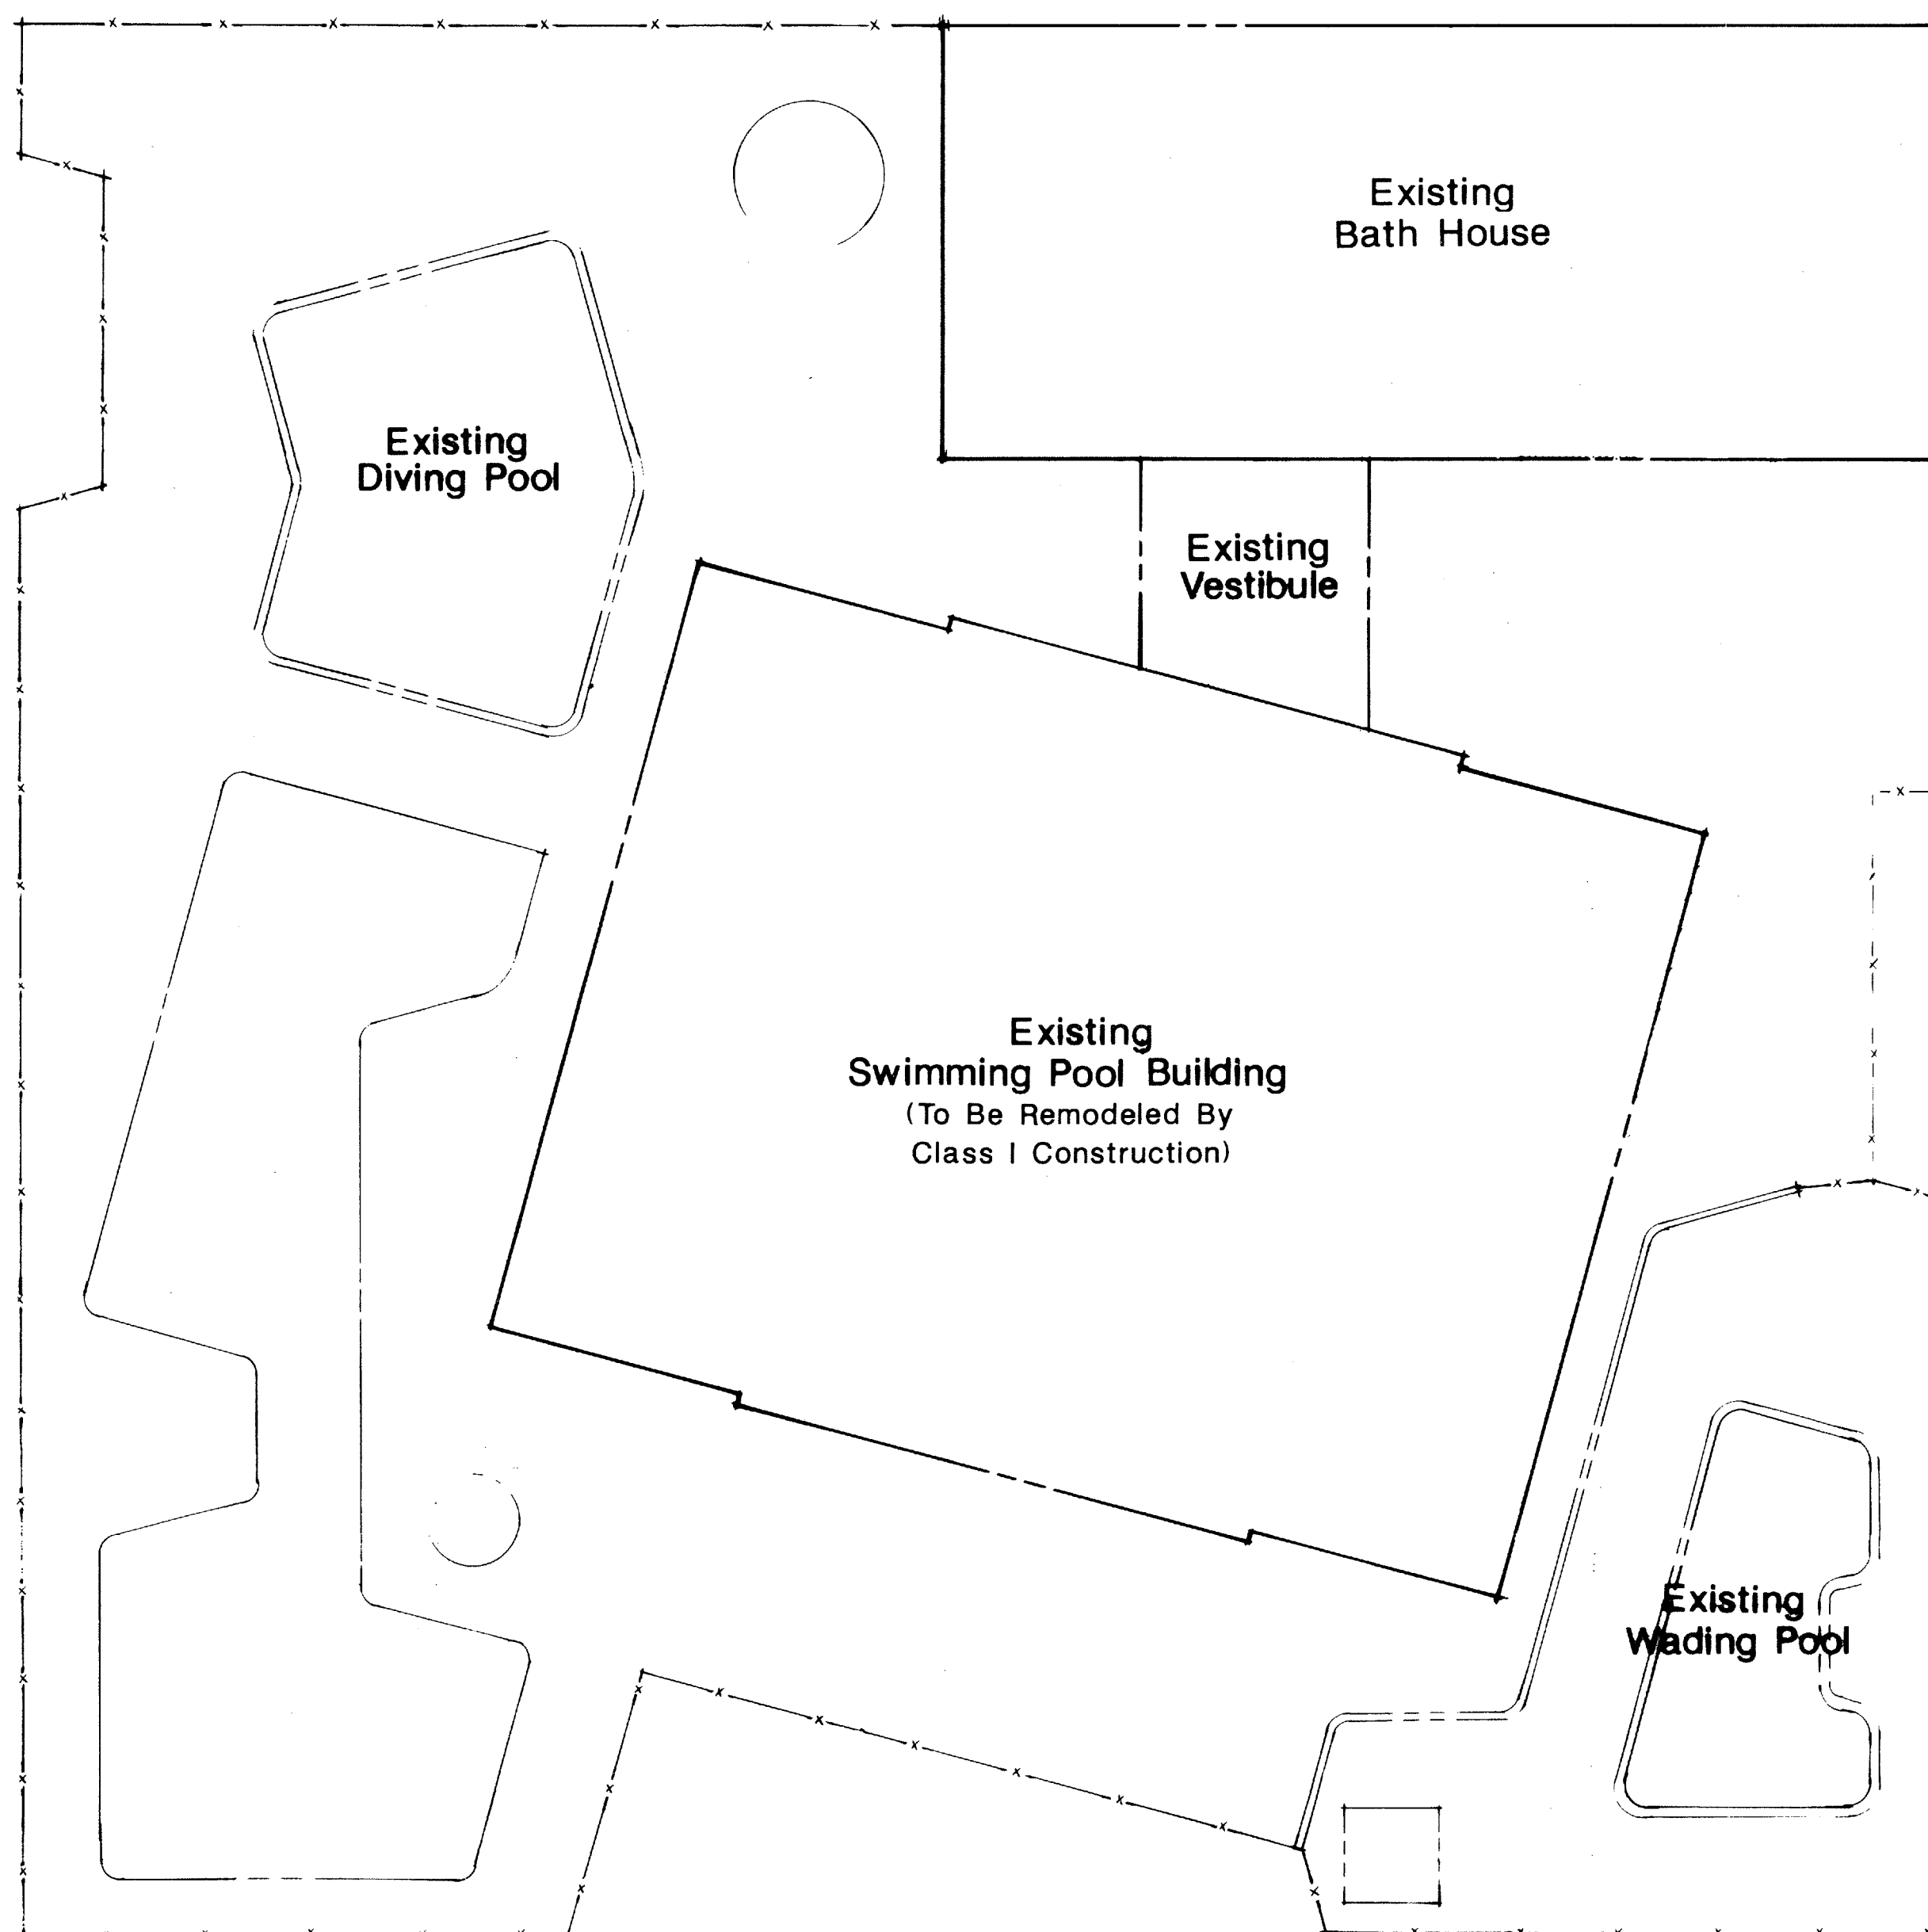 Existing
Bath House
Existing
Diving Pool
Existing
Vestibule
Existing
Swimming Pool Building
(To Be Remodeled By
Class I Construction)
Existing
Wading Pool